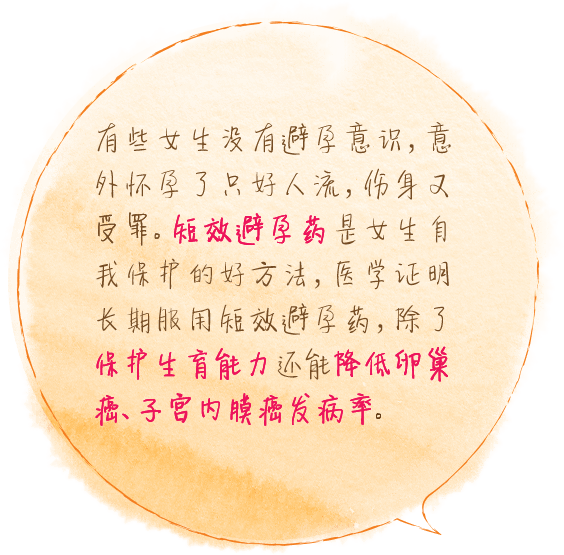 有些女生没有避孕意识，意
外怀孕了只好人流，伤身又
受罪。短效避孕药是女生自
我保护的好方法，医学证明
长期服用短效避孕药，除了
保护生育能力还能降低卵巢
癌、子宫内膜癌发病率。